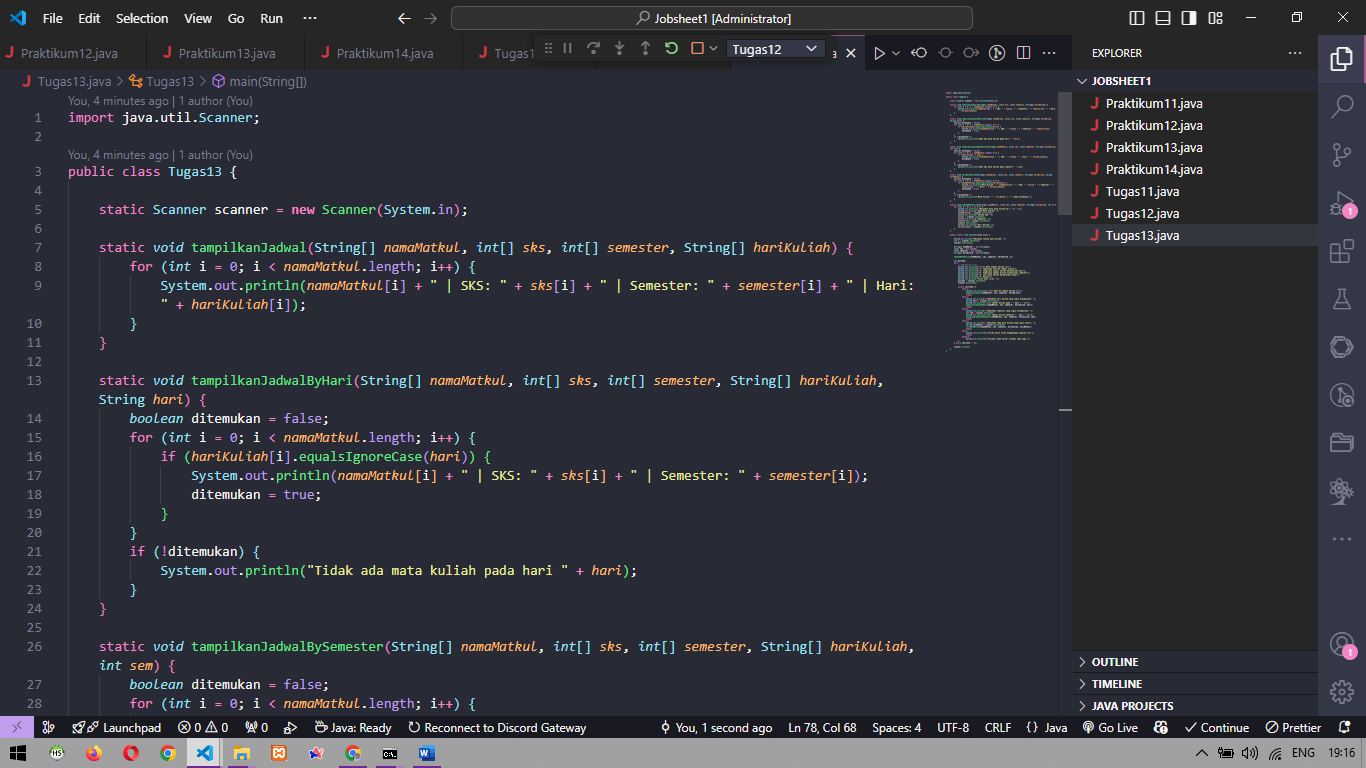 File Edit Selection View Go Run ···
Jobsheet1 [Administrator]
Praktikum12.java
Praktikum13.java
Praktikum14.java
Tugas1
Tugas12
a
EXPLORER
Tugas13.java > Tugas13 > main(String[])
You, 4 minutes ago | 1 author (You)
1 import java.util.Scanner;
2
You, 4 minutes ago | 1 author (You)
3 public class Tugas13 {
4
5 static Scanner scanner = new Scanner(System.in);
6
7 static void tampilkanJadwal(String[] namaMatkul, int[] sks, int[] semester, String[] hariKuliah) {
8 for (int i = 0; i < namaMatkul.length; i++) {
9 System.out.println(namaMatkul[i] + " | SKS: " + sks[i] + " | Semester: " + semester[i] + " | Hari:
" + hariKuliah[i]);
10 }
11 }
12
13 static void tampilkanJadwalByHari(String[] namaMatkul, int[] sks, int[] semester, String[] hariKuliah,
String hari) {
14 boolean ditemukan = false;
15 for (int i = 0; i < namaMatkul.length; i++) {
16 if (hariKuliah[i].equalsIgnoreCase(hari)) {
17 System.out.println(namaMatkul[i] + " | SKS: " + sks[i] + " | Semester: " + semester[i]);
18 ditemukan = true;
19 }
20 }
21 if (!ditemukan) {
22 System.out.println("Tidak ada mata kuliah pada hari " + hari);
23 }
24 }
25
26 static void tampilkanJadwalBySemester(String[] namaMatkul, int[] sks, int[] semester, String[] hariKuliah,
int sem) {
27 boolean ditemukan = false;
28 for (int i = 0; i < namaMatkul.length; i++) {
JOBSHEET1
Praktikum11.java
Praktikum12.java
Praktikum13.java
Praktikum14.java
Tugas11.java
Tugas12.java
Tugas13.java
OUTLINE
TIMELINE
JAVA PROJECTS
1
1
Launchpad 0 0 0 Java: Ready Reconnect to Discord Gateway You, 1 second ago Ln 78, Col 68 Spaces: 4 UTF-8 CRLF { } Java Go Live Continue Prettier
HS
ENG 19:16